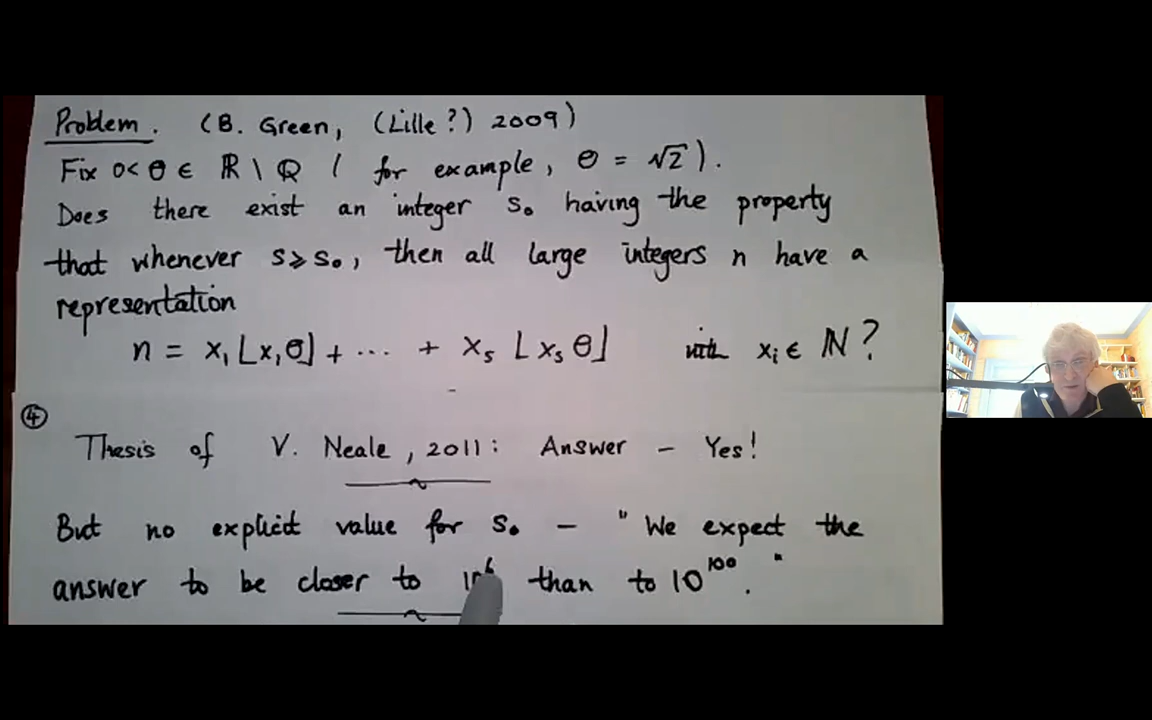 Problem. (B. Green, (Lille?) 2009)
Fix 0<θ ∈ ℝ \ ℚ ( for example, θ = √2 ).
Does there exist an integer s₀ having the property
that whenever s ≥ s₀, then all large integers n have a
representation
n = x₁ ⌊x₁θ⌋ + ··· + xₛ ⌊xₛθ⌋ with xᵢ ∈ ℕ?
④
Thesis of V. Neale, 2011: Answer – Yes!
But no explicit value for s₀ – "We expect the
answer to be closer to than to 10¹⁰⁰."